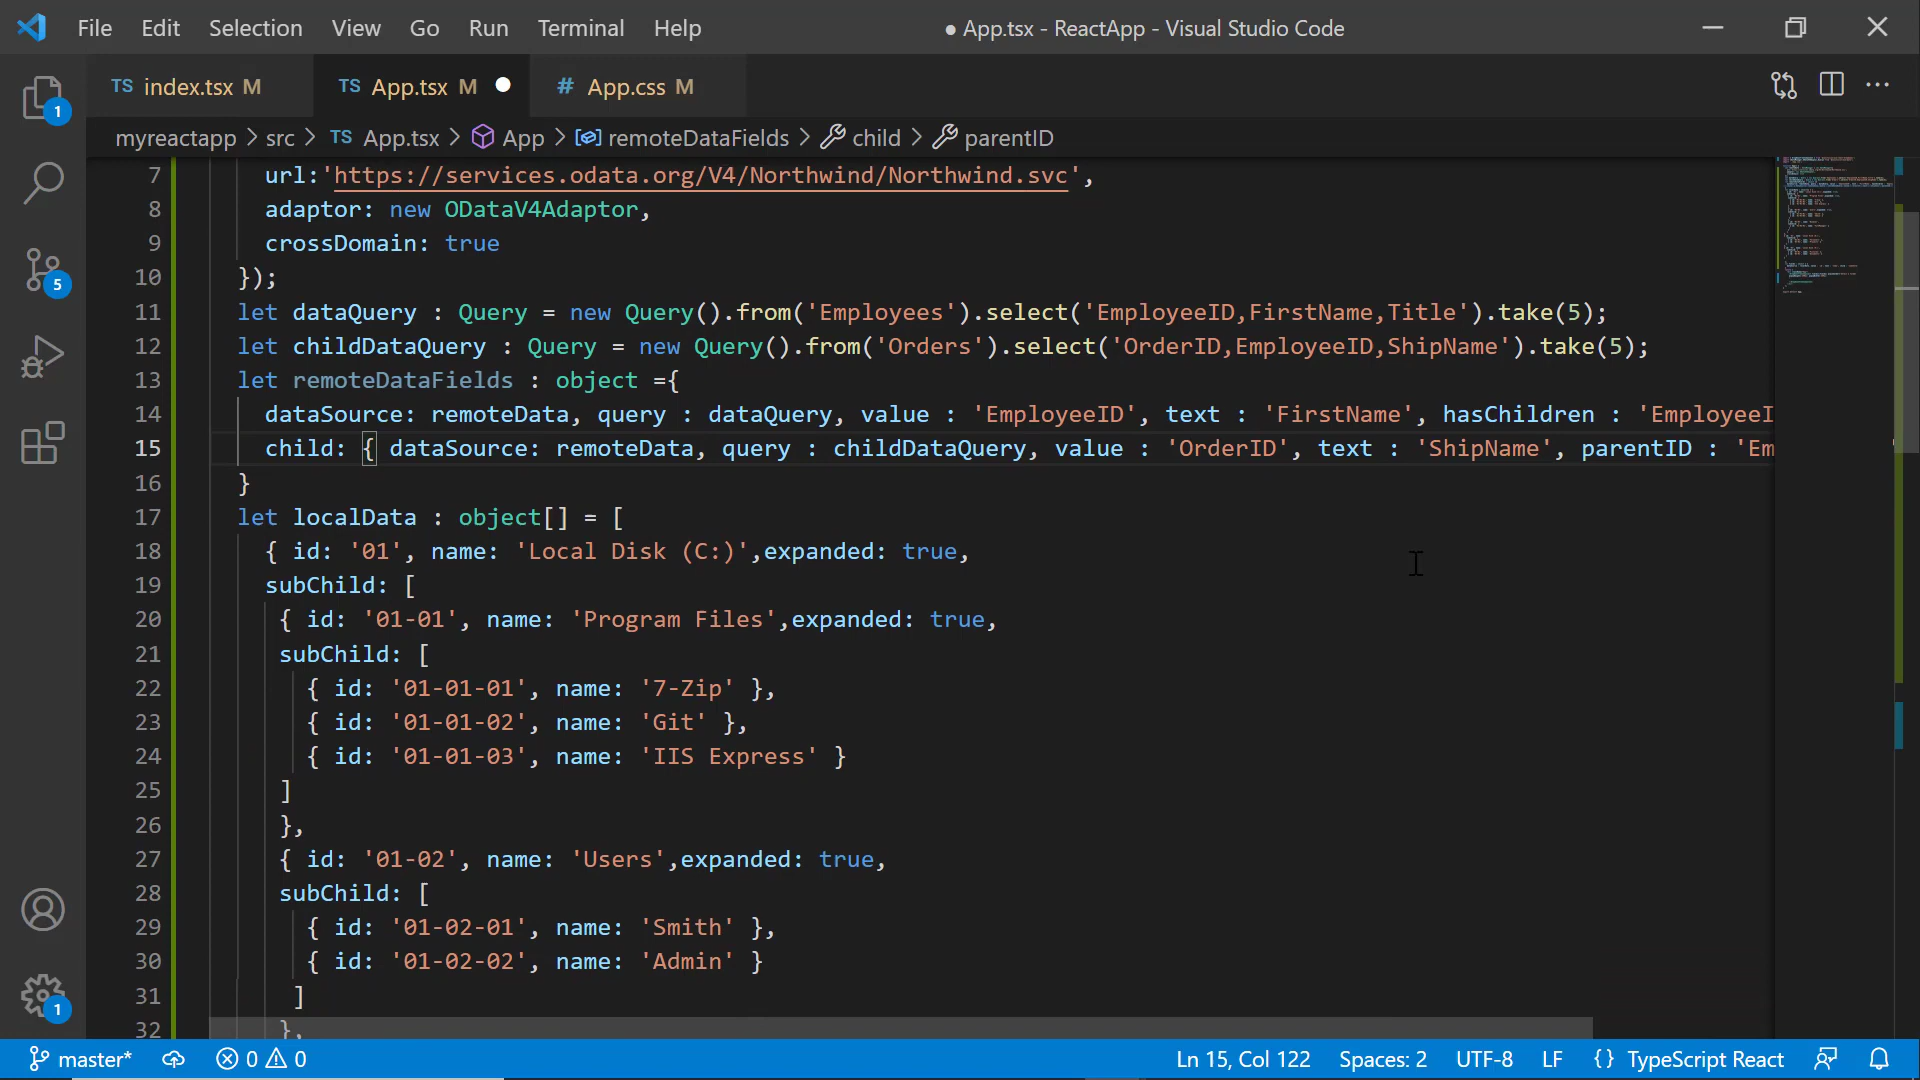 File Edit Selection View Go Run Terminal Help ● App.tsx - ReactApp - Visual Studio Code
TS index.tsx M TS App.tsx M # App.css M
myreactapp > src > TS App.tsx > App > remoteDataFields > child > parentID
7 url:'https://services.odata.org/V4/Northwind/Northwind.svc',
8 adaptor: new ODataV4Adaptor,
9 crossDomain: true
10 });
11 let dataQuery : Query = new Query().from('Employees').select('EmployeeID,FirstName,Title').take(5);
12 let childDataQuery : Query = new Query().from('Orders').select('OrderID,EmployeeID,ShipName').take(5);
13 let remoteDataFields : object ={
14 dataSource: remoteData, query : dataQuery, value : 'EmployeeID', text : 'FirstName', hasChildren : 'EmployeeI
15 child: { dataSource: remoteData, query : childDataQuery, value : 'OrderID', text : 'ShipName', parentID : 'Em
16 }
17 let localData : object[] = [
18 { id: '01', name: 'Local Disk (C:)',expanded: true,
19 subChild: [
20 { id: '01-01', name: 'Program Files',expanded: true,
21 subChild: [
22 { id: '01-01-01', name: '7-Zip' },
23 { id: '01-01-02', name: 'Git' },
24 { id: '01-01-03', name: 'IIS Express' }
25 ]
26 },
27 { id: '01-02', name: 'Users',expanded: true,
28 subChild: [
29 { id: '01-02-01', name: 'Smith' },
30 { id: '01-02-02', name: 'Admin' }
31 ]
32 },
1
5
1
master* 0 0 Ln 15, Col 122 Spaces: 2 UTF-8 LF {} TypeScript React